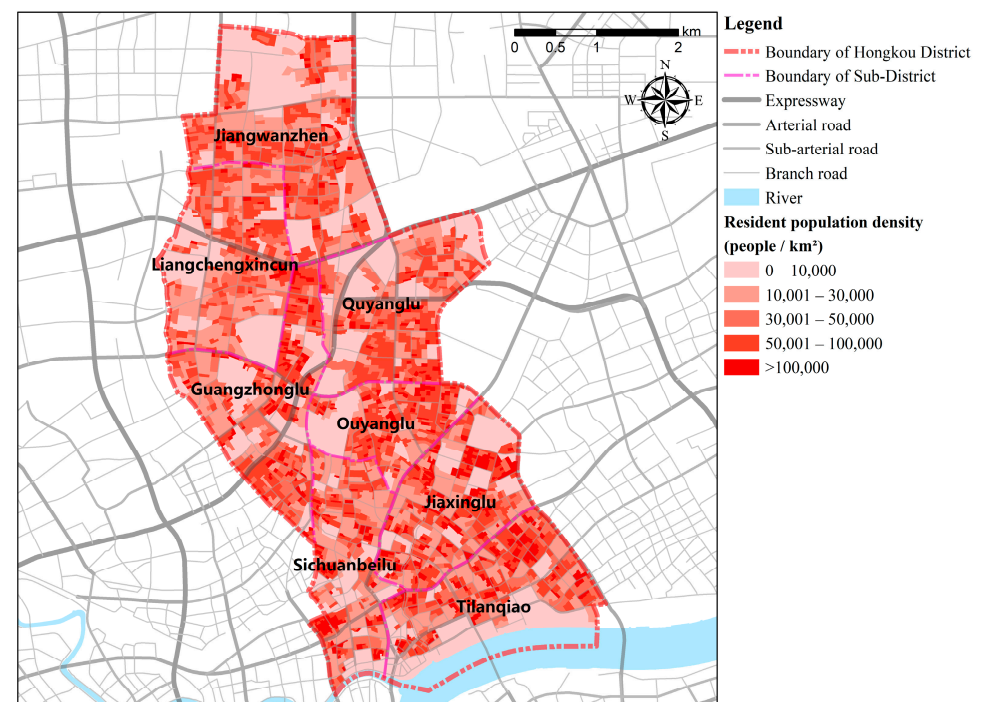 km
0 0.5 1 2
N
W E
S
Jiangwanzhen
Liangchengxincun
Quyanglu
Guangzhonglu
Ouyanglu
Jiaxinglu
Sichuanbeilu
Tilanqiao
Legend
Boundary of Hongkou District
Boundary of Sub-District
Expressway
Arterial road
Sub-arterial road
Branch road
River
Resident population density
(people / km²)
0 10,000
10,001 – 30,000
30,001 – 50,000
50,001 – 100,000
>100,000